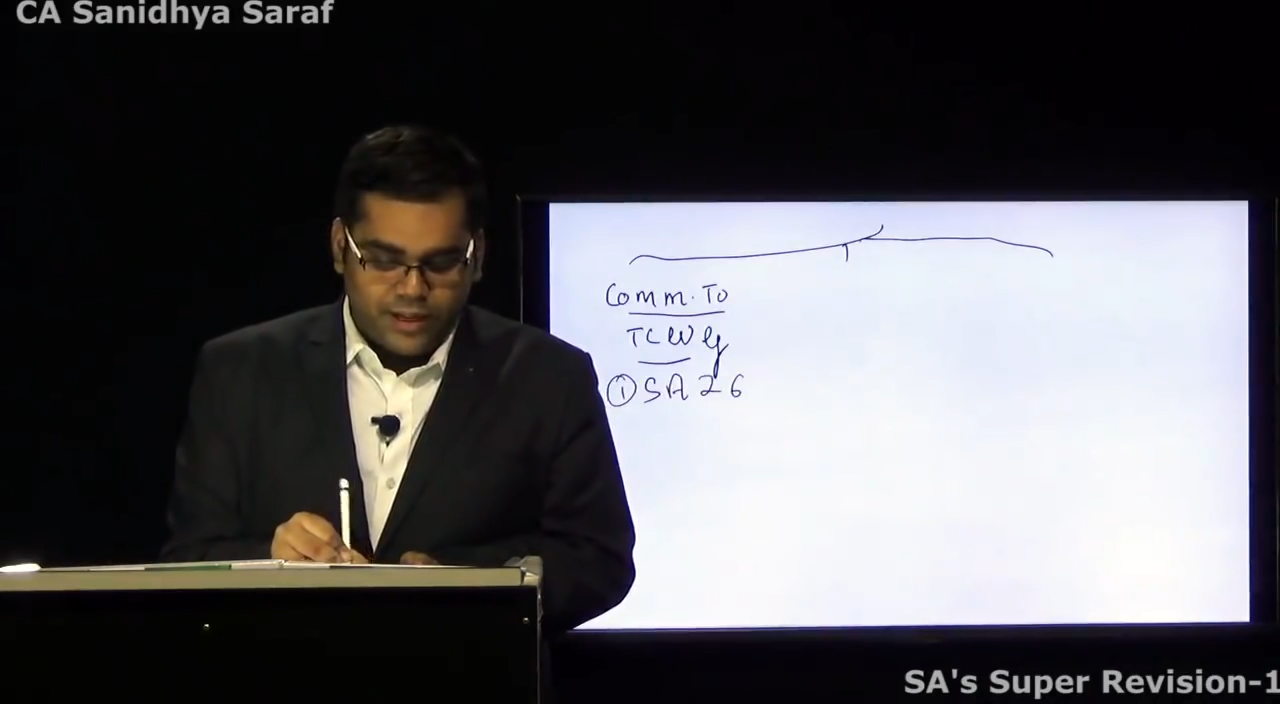 CA Sanidhya Saraf
Comm. To
TCWG
① SA 26
SA's Super Revision-1